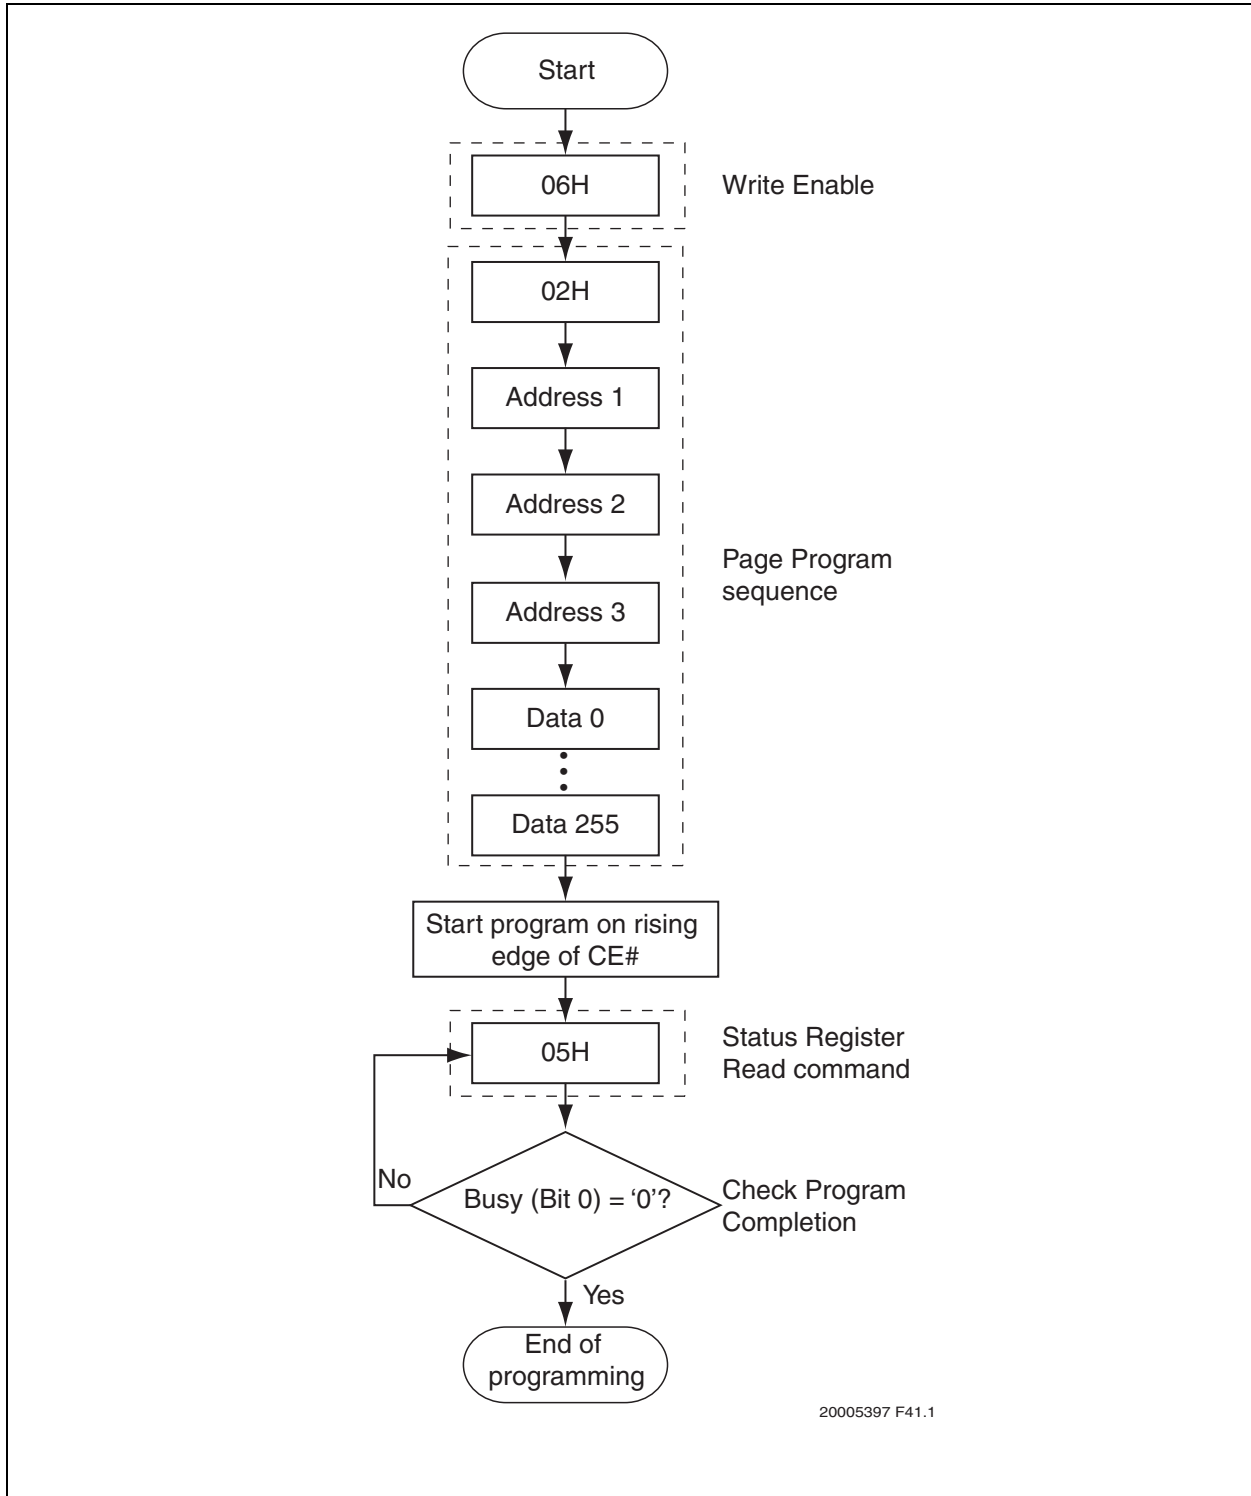 Start
06H
Write Enable
02H
Address 1
Address 2
Address 3
Page Program
sequence
Data 0
Data 255
Start program on rising
edge of CE#
05H
Status Register
Read command
No
Busy (Bit 0) = ‘0’?
Check Program
Completion
Yes
End of
programming
20005397 F41.1